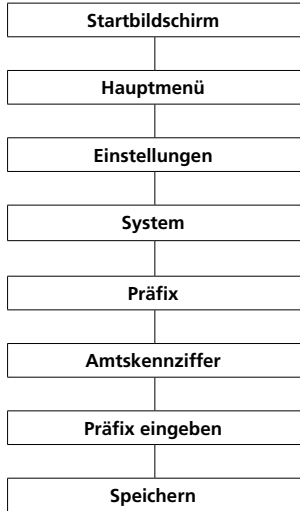 Startbildschirm
Hauptmenü
Einstellungen
System
Präfix
Amtskennziffer
Präfix eingeben
Speichern